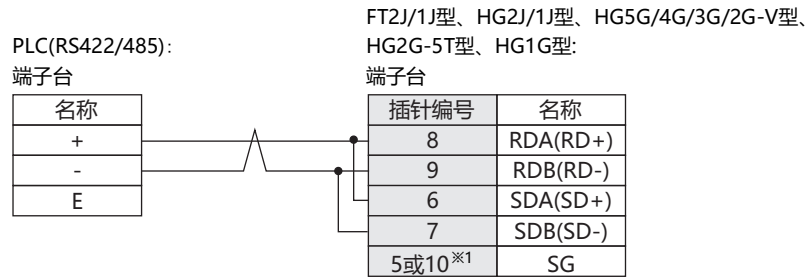 FT2J/1J型、HG2J/1J型、HG5G/4G/3G/2G-V型、
PLC(RS422/485): HG2G-5T型、HG1G型:
端子台 端子台
名称 插针编号 名称
+ 8 RDA(RD+)
- 9 RDB(RD-)
E 6 SDA(SD+)
7 SDB(SD-)
5或10※1 SG